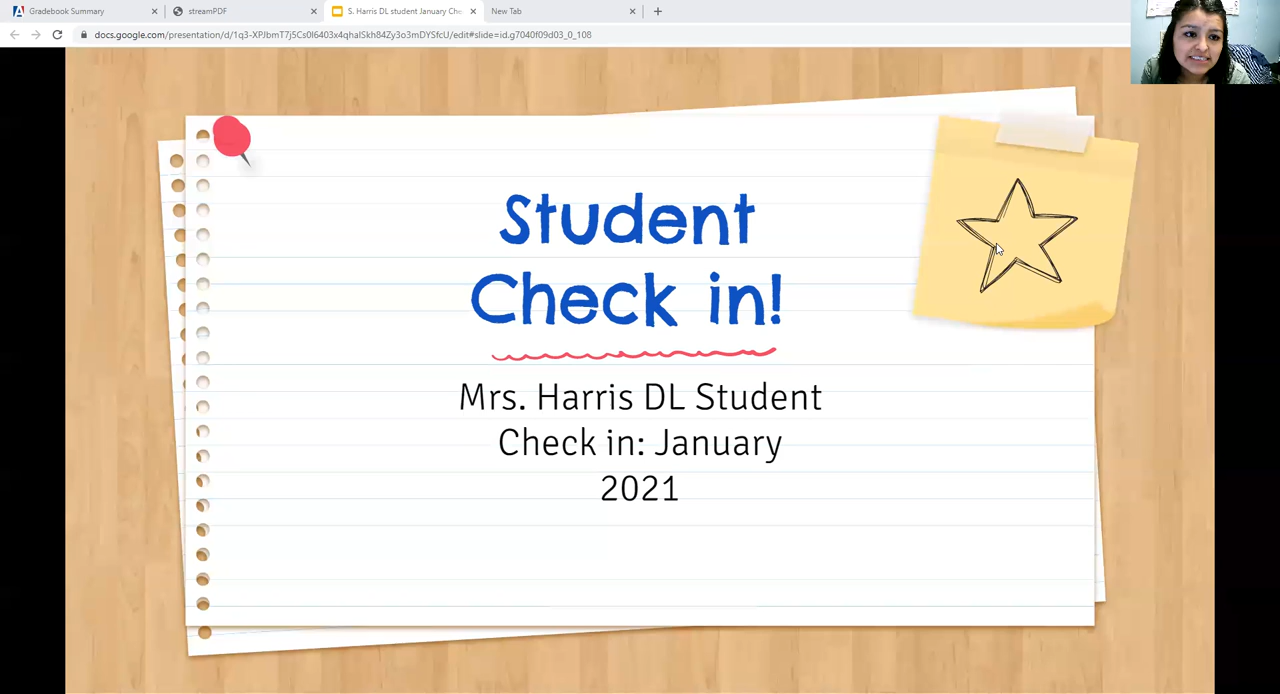 Gradebook Summary
streamPDF
S. Harris DL student January Che
New Tab
docs.google.com/presentation/d/1q3-XPJbmT7j5Cs0l6403x4qhalSkh84Zy3o3mDYSfcU/edit#slide=id.g7040f09d03_0_108
Student
Check in!
Mrs. Harris DL Student
Check in: January
2021